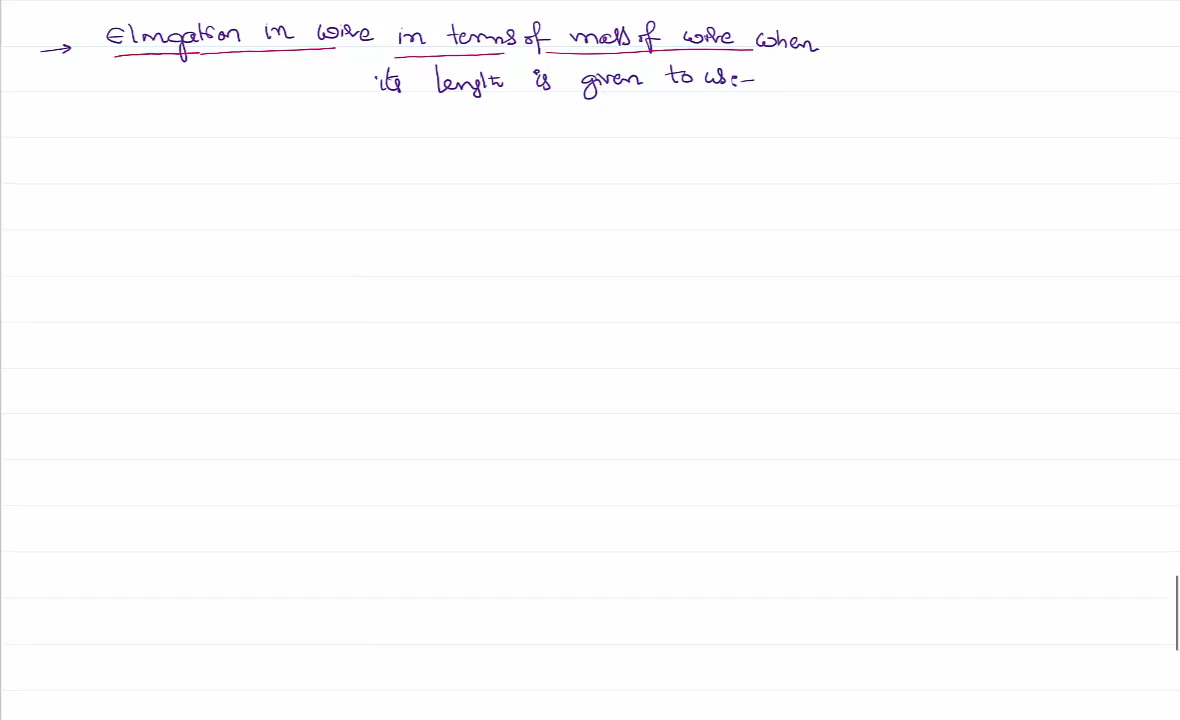 → Elongation in wire in terms of mass of wire when
its length is given to us:-